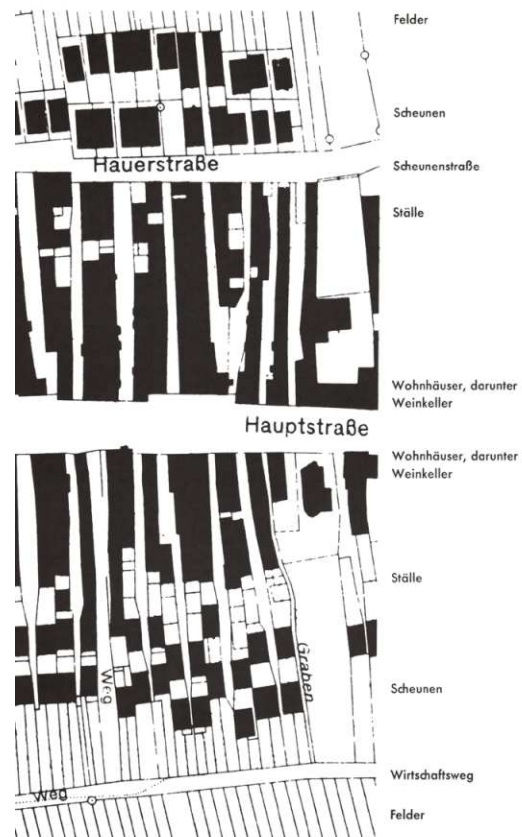 Felder
Scheunen
Hauerstraße
Scheunenstraße
Ställe
Wohnhäuser, darunter
Weinkeller
Hauptstraße
Wohnhäuser, darunter
Weinkeller
Ställe
Graben
Weg
Scheunen
Wirtschaftsweg
Weg
Felder